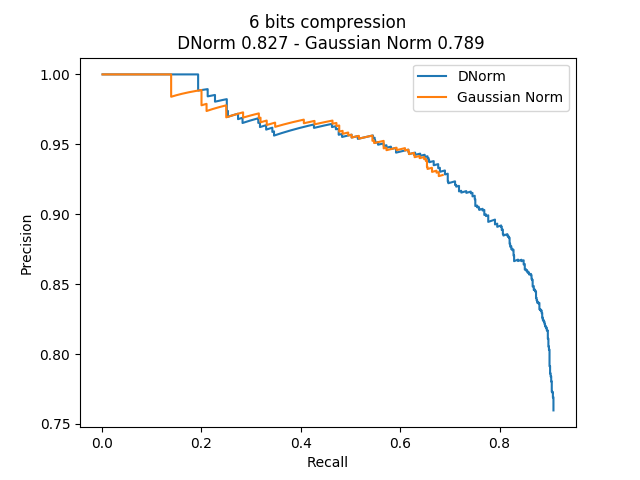 6 bits compression
DNorm 0.827 - Gaussian Norm 0.789
1.00
0.95
0.90
0.85
0.80
0.75
Precision
DNorm
Gaussian Norm
0.0 0.2 0.4 0.6 0.8
Recall